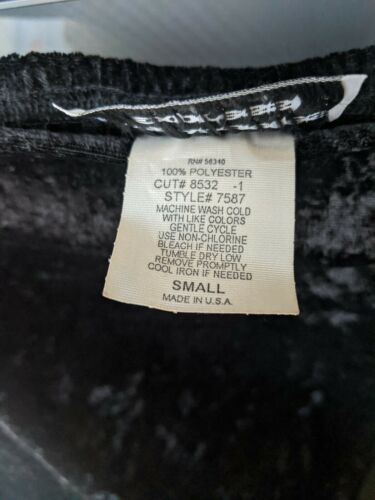 RN# 56340
100% POLYESTER
CUT# 8532 -1
STYLE# 7587
MACHINE WASH COLD
WITH LIKE COLORS
GENTLE CYCLE
USE NON-CHLORINE
BLEACH IF NEEDED
TUMBLE DRY LOW
REMOVE PROMPTLY
COOL IRON IF NEEDED
SMALL
MADE IN U.S.A.